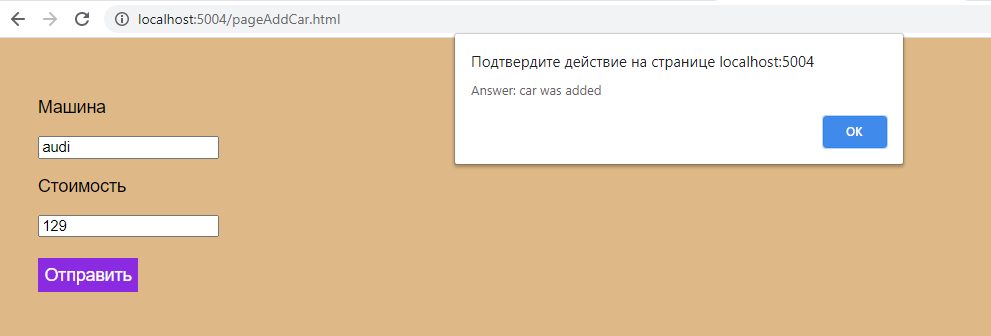 localhost:5004/pageAddCar.html
Подтвердите действие на странице localhost:5004
Answer: car was added
OK
Машина
audi
Стоимость
129
Отправить